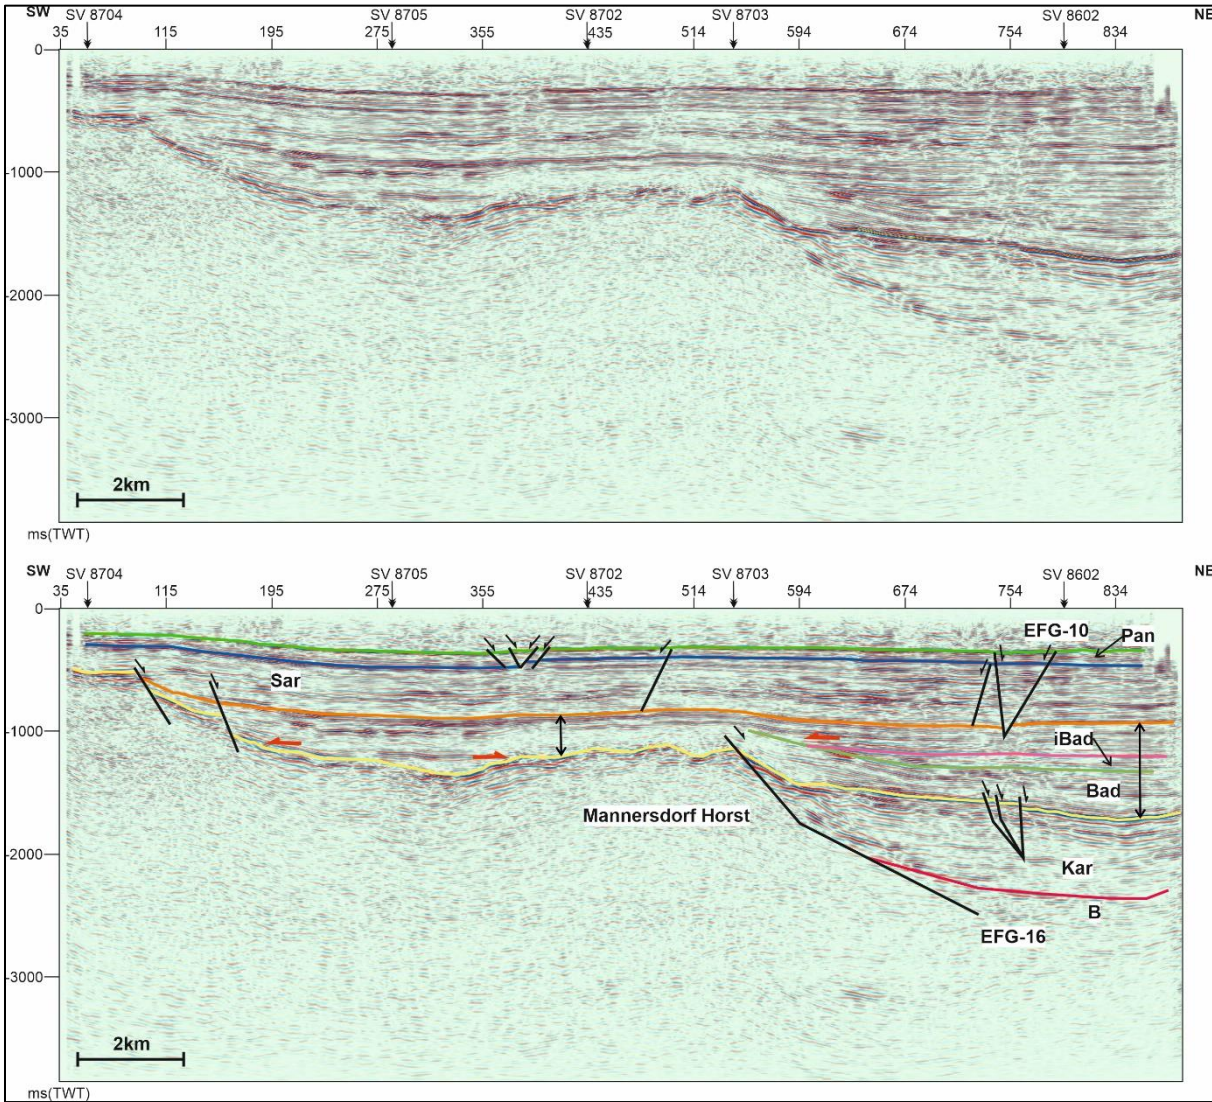 SW SV 8704 SV 8705 SV 8702 SV 8703 SV 8602 NE
35 115 195 275 355 435 514 594 674 754 834
0
-1000
-2000
-3000
2km
ms(TWT)
SW SV 8704 SV 8705 SV 8702 SV 8703 SV 8602 NE
35 115 195 275 355 435 514 594 674 754 834
0
EFG-10 Pan
Sar
-1000
iBad
Bad
Mannersdorf Horst
-2000
Kar
B
EFG-16
-3000
2km
ms(TWT)